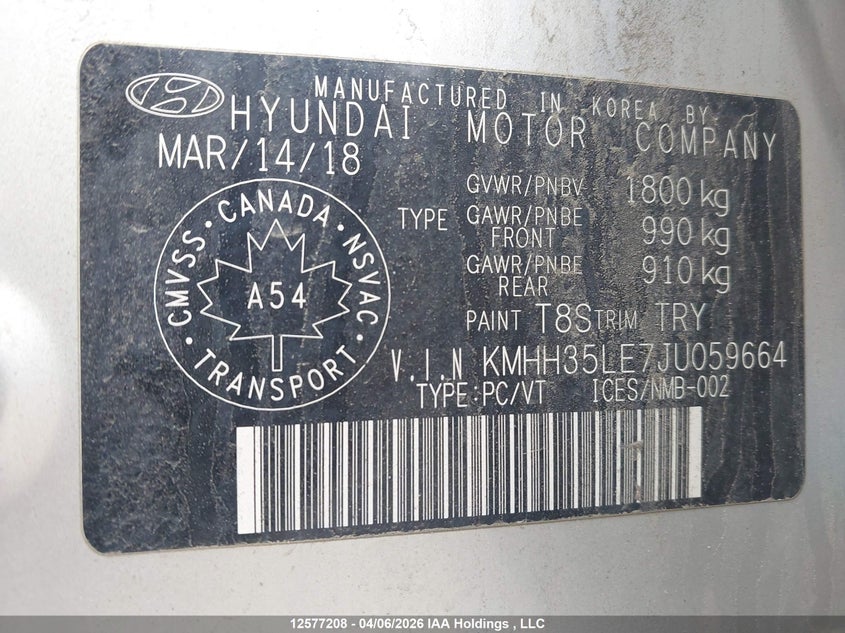 MANUFACTURED IN KOREA BY:
HYUNDAI MOTOR COMPANY
MAR/14/18
GVWR/PNBV 1800 kg
TYPE GAWR/PNBE FRONT 990 kg
GAWR/PNBE REAR 910 kg
PAINT T8S TRIM TRY
CMVSS · CANADA · NSVAC · TRANSPORT ·
A54
V.I.N KMHH35LE7JU059664
TYPE:PC/VT ICES/NMB-002
12577208 - 04/06/2026 IAA Holdings , LLC